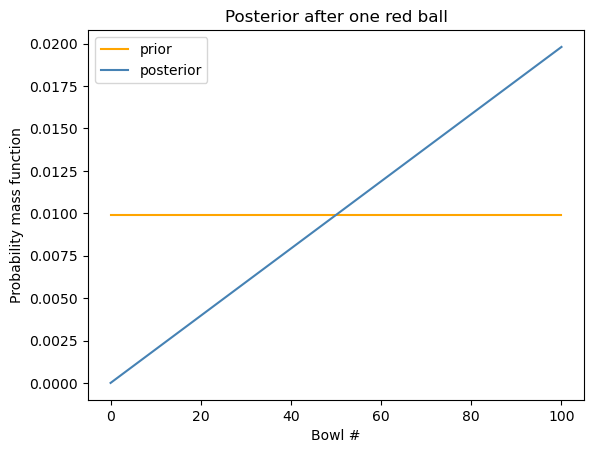 Posterior after one red ball
prior
posterior
0.0200
0.0175
0.0150
0.0125
0.0100
0.0075
0.0050
0.0025
0.0000
Probability mass function
0 20 40 60 80 100
Bowl #